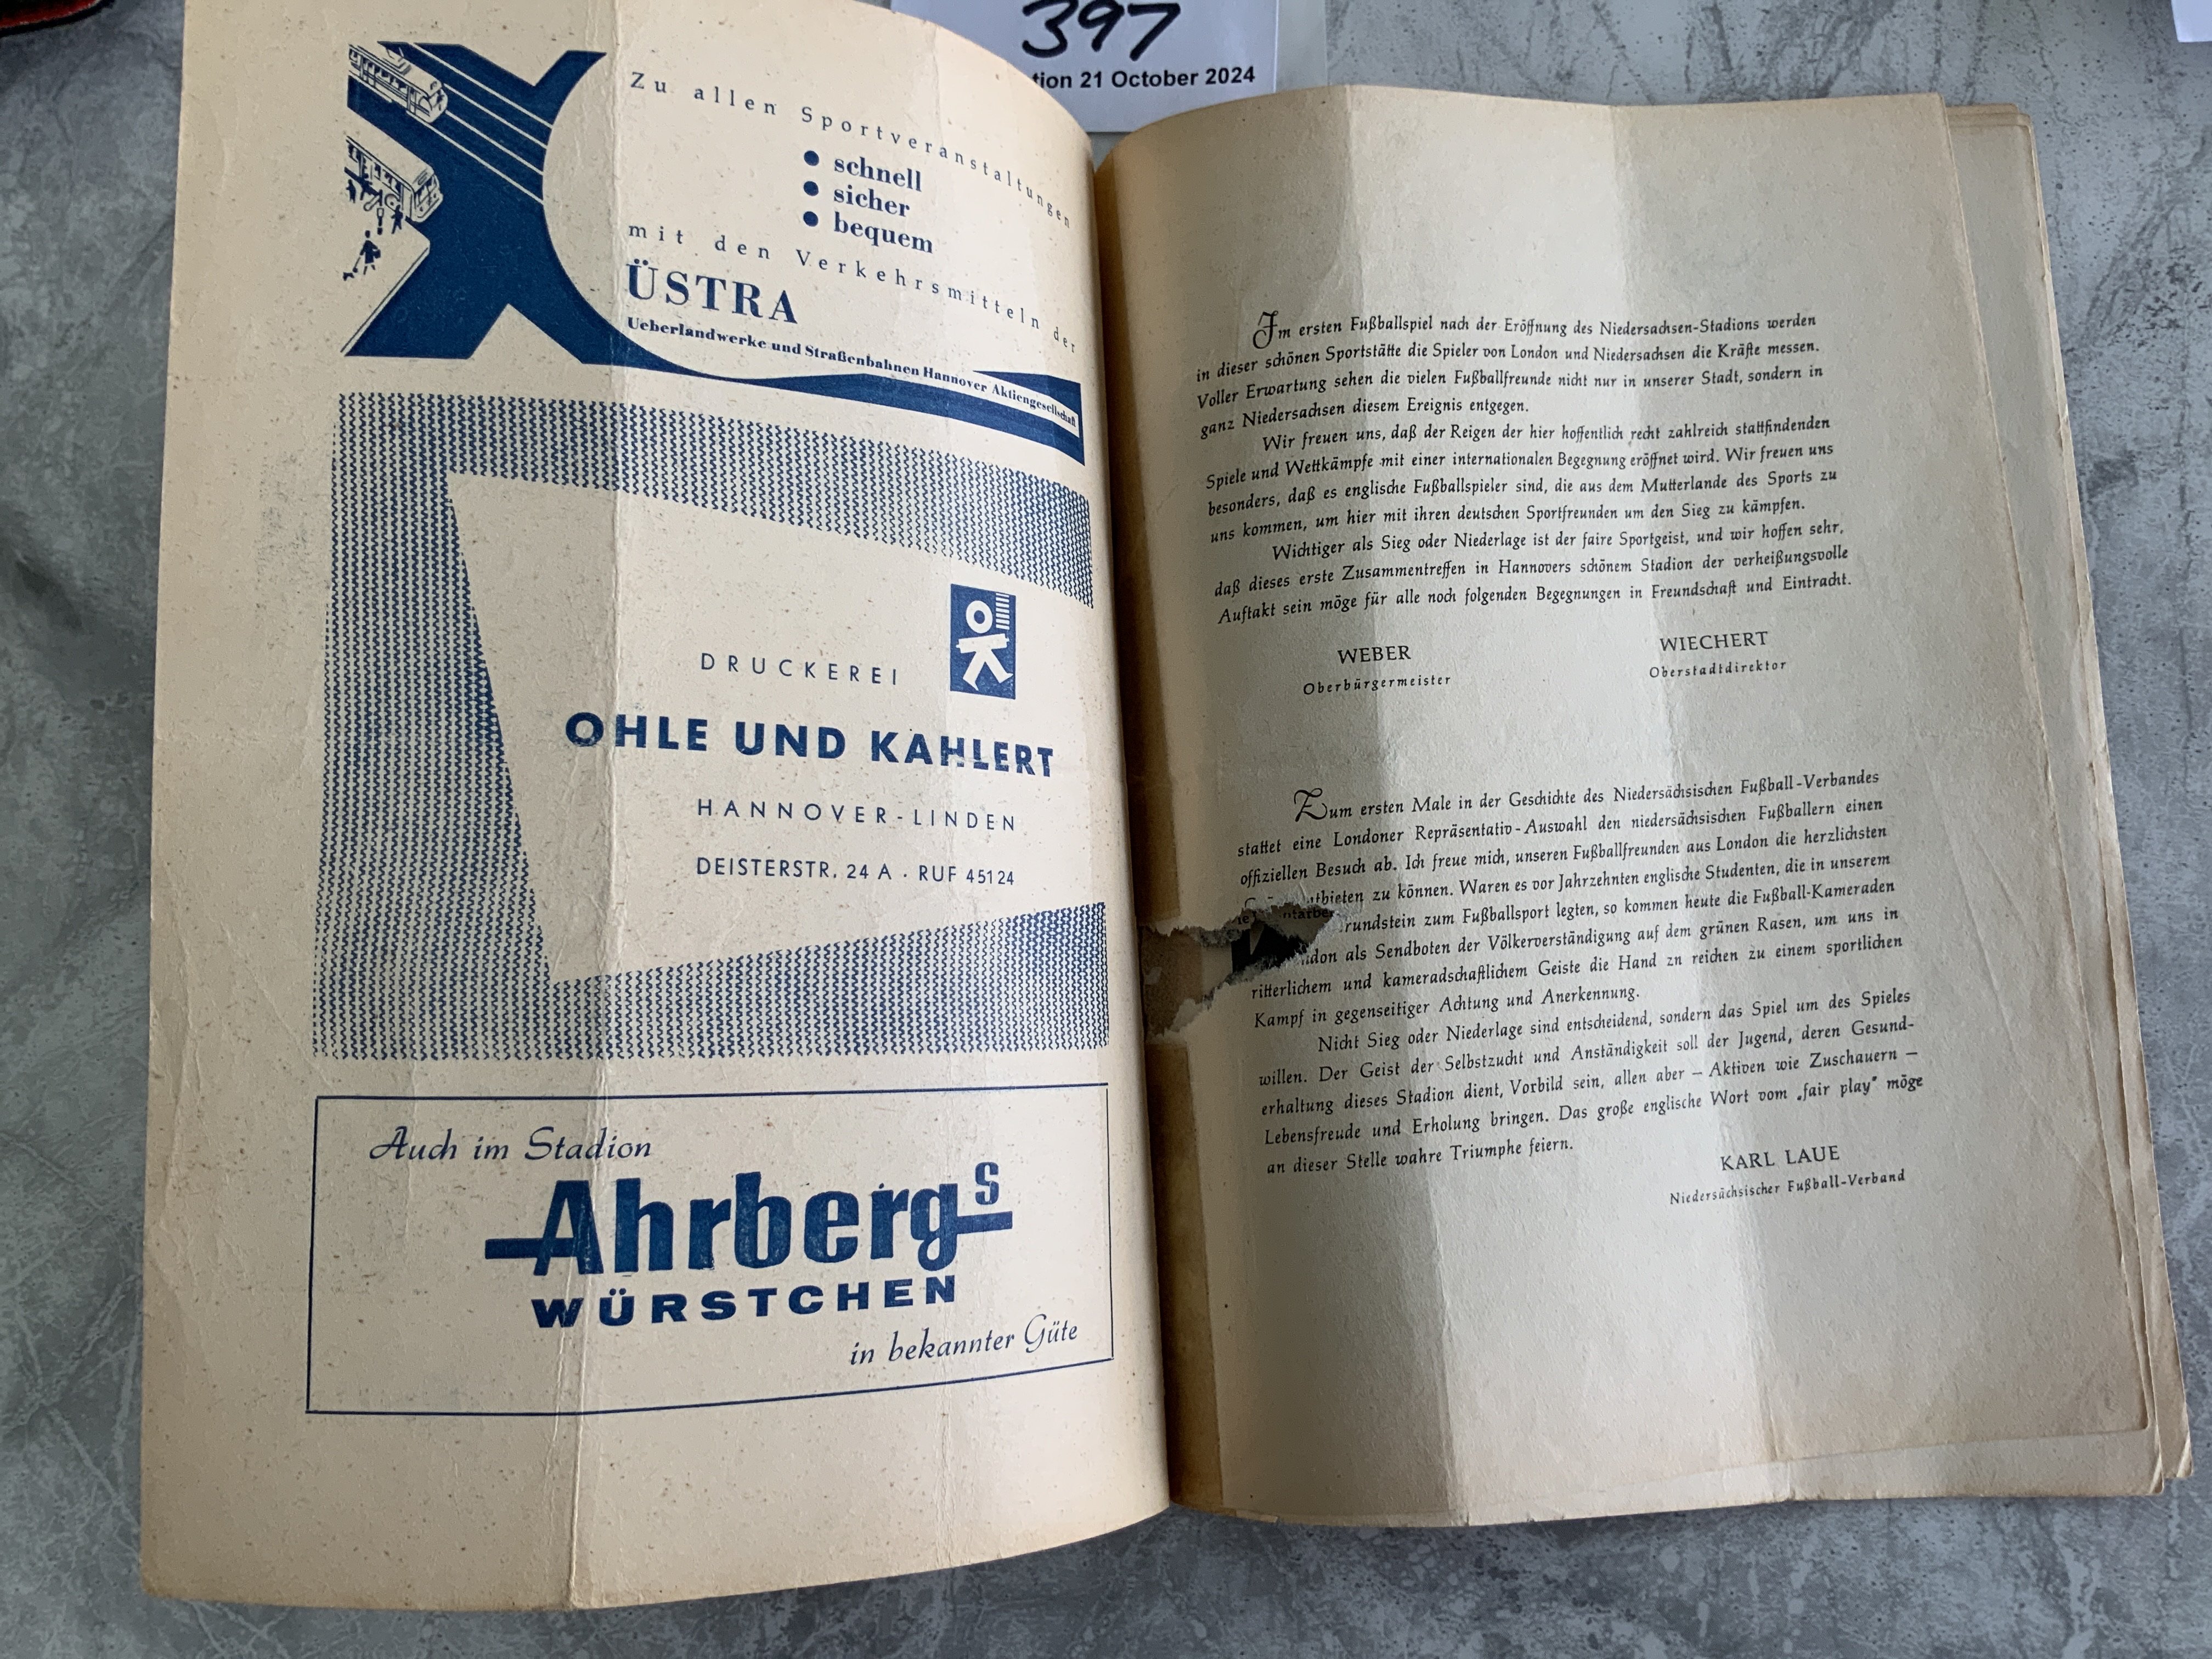 397
tion 21 October 2024
Zu allen Sportveranstaltungen
● schnell
● sicher
● bequem
mit den Verkehrsmitteln der
ÜSTRA
Ueberlandwerke und Straßenbahnen Hannover Aktiengesellschaft
DRUCKEREI
OHLE UND KAHLERT
HANNOVER-LINDEN
DEISTERSTR. 24 A · RUF 451 24
Auch im Stadion
Ahrbergs
WÜRSTCHEN
in bekannter Güte
Im ersten Fußballspiel nach der Eröffnung des Niedersachsen-Stadions werden
in dieser schönen Sportstätte die Spieler von London und Niedersachsen die Kräfte messen.
Voller Erwartung sehen die vielen Fußballfreunde nicht nur in unserer Stadt, sondern in
ganz Niedersachsen diesem Ereignis entgegen.
Wir freuen uns, daß der Reigen der hier hoffentlich recht zahlreich stattfindenden
Spiele und Wettkämpfe mit einer internationalen Begegnung eröffnet wird. Wir freuen uns
besonders, daß es englische Fußballspieler sind, die aus dem Mutterlande des Sports zu
uns kommen, um hier mit ihren deutschen Sportfreunden um den Sieg zu kämpfen.
Wichtiger als Sieg oder Niederlage ist der faire Sportgeist, und wir hoffen sehr,
daß dieses erste Zusammentreffen in Hannovers schönem Stadion der verheißungsvolle
Auftakt sein möge für alle noch folgenden Begegnungen in Freundschaft und Eintracht.
WEBER
Oberbürgermeister
WIECHERT
Oberstadtdirektor
Zum ersten Male in der Geschichte des Niedersächsischen Fußball-Verbandes
stattet eine Londoner Repräsentativ-Auswahl den niedersächsischen Fußballern einen
offiziellen Besuch ab. Ich freue mich, unseren Fußballfreunden aus London die herzlichsten
tbieten zu können. Waren es vor Jahrzehnten englische Studenten, die in unserem
rundstein zum Fußballsport legten, so kommen heute die Fußball-Kameraden
don als Sendboten der Völkerverständigung auf dem grünen Rasen, um uns in
ritterlichem und kameradschaftlichem Geiste die Hand zn reichen zu einem sportlichen
Kampf in gegenseitiger Achtung und Anerkennung.
Nicht Sieg oder Niederlage sind entscheidend, sondern das Spiel um des Spieles
willen. Der Geist der Selbstzucht und Anständigkeit soll der Jugend, deren Gesund-
erhaltung dieses Stadion dient, Vorbild sein, allen aber – Aktiven wie Zuschauern –
Lebensfreude und Erholung bringen. Das große englische Wort vom „fair play" möge
an dieser Stelle wahre Triumphe feiern.
KARL LAUE
Niedersächsischer Fußball-Verband